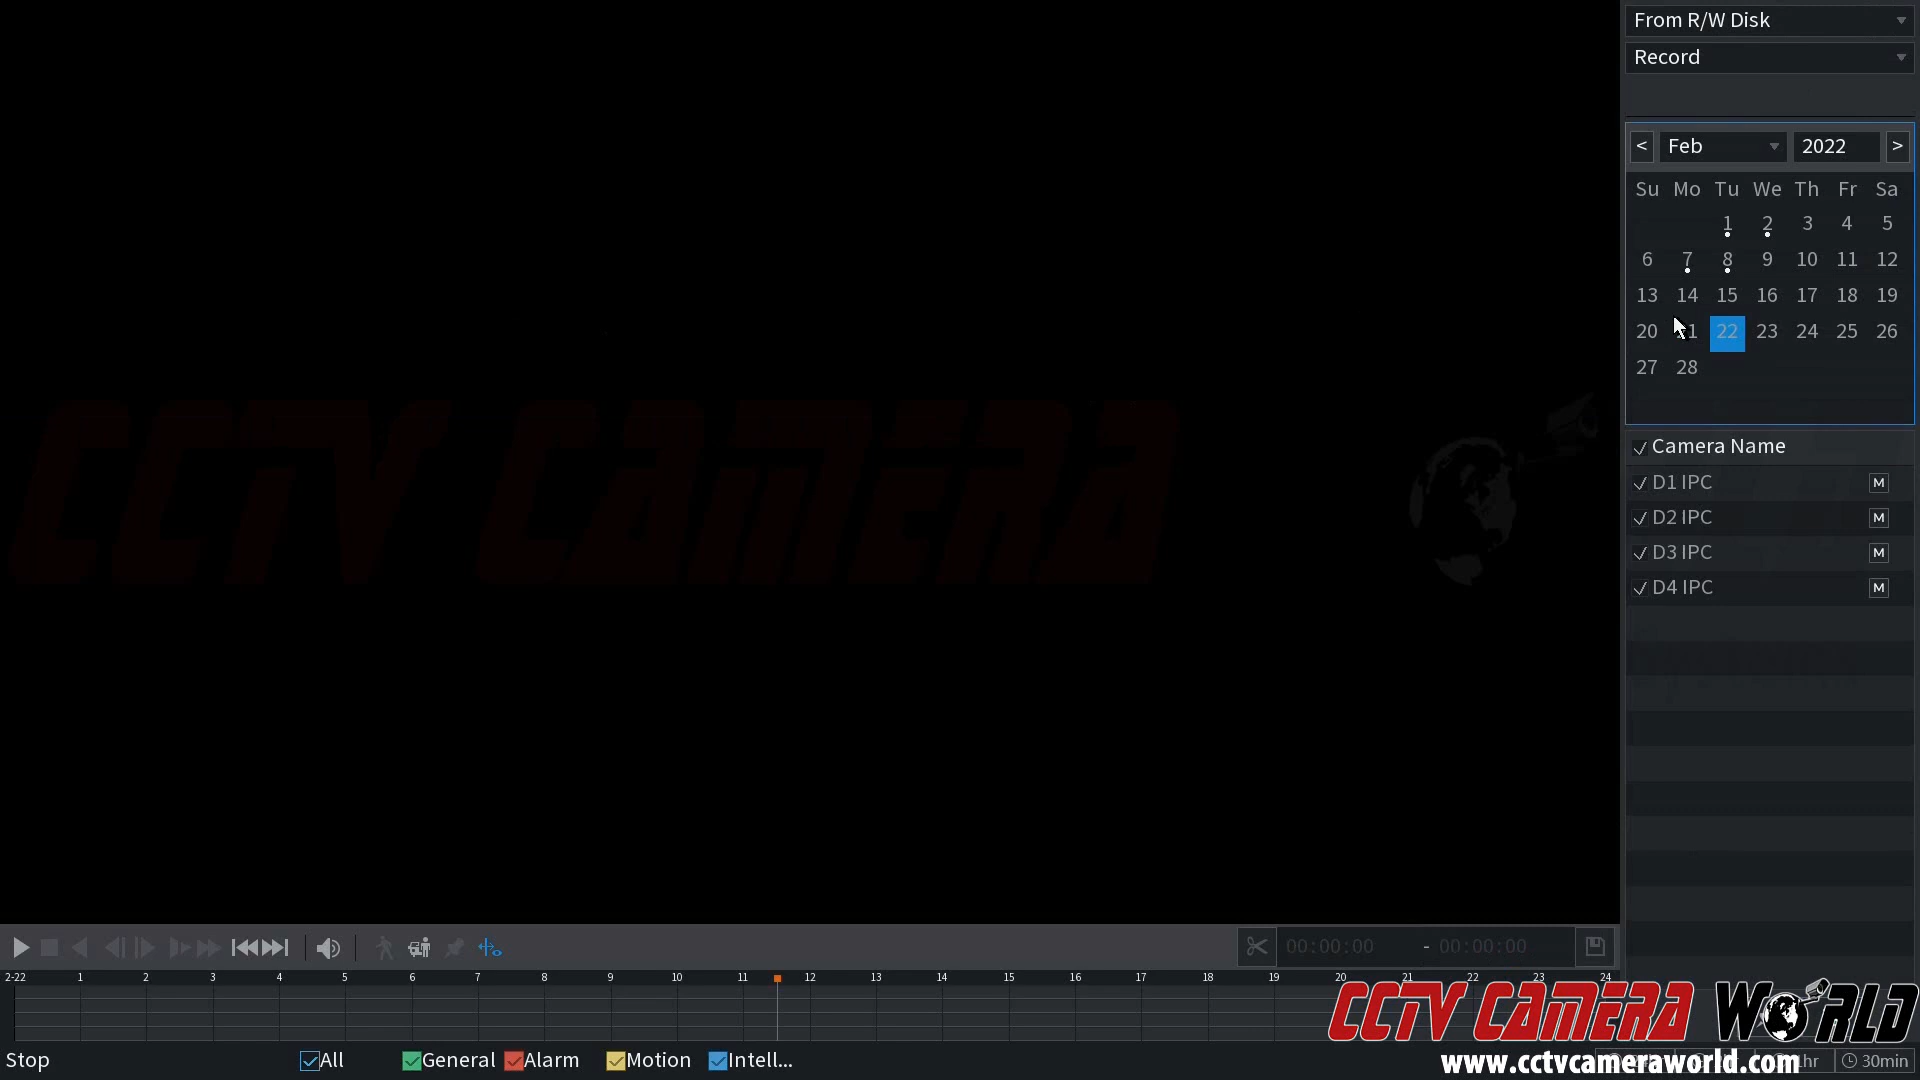 From R/W Disk
Record
< Feb 2022 >
Su Mo Tu We Th Fr Sa
1 2 3 4 5
6 7 8 9 10 11 12
13 14 15 16 17 18 19
20 21 22 23 24 25 26
27 28
Camera Name
D1 IPC M
D2 IPC M
D3 IPC M
D4 IPC M
CCTV CAMERA
00:00:00 - 00:00:00
2-22 1 2 3 4 5 6 7 8 9 10 11 12 13 14 15 16 17 18 19 20 21 22 23 24
CCTV CAMERA WORLD
Stop All General Alarm Motion Intell... 30min
www.cctvcameraworld.com